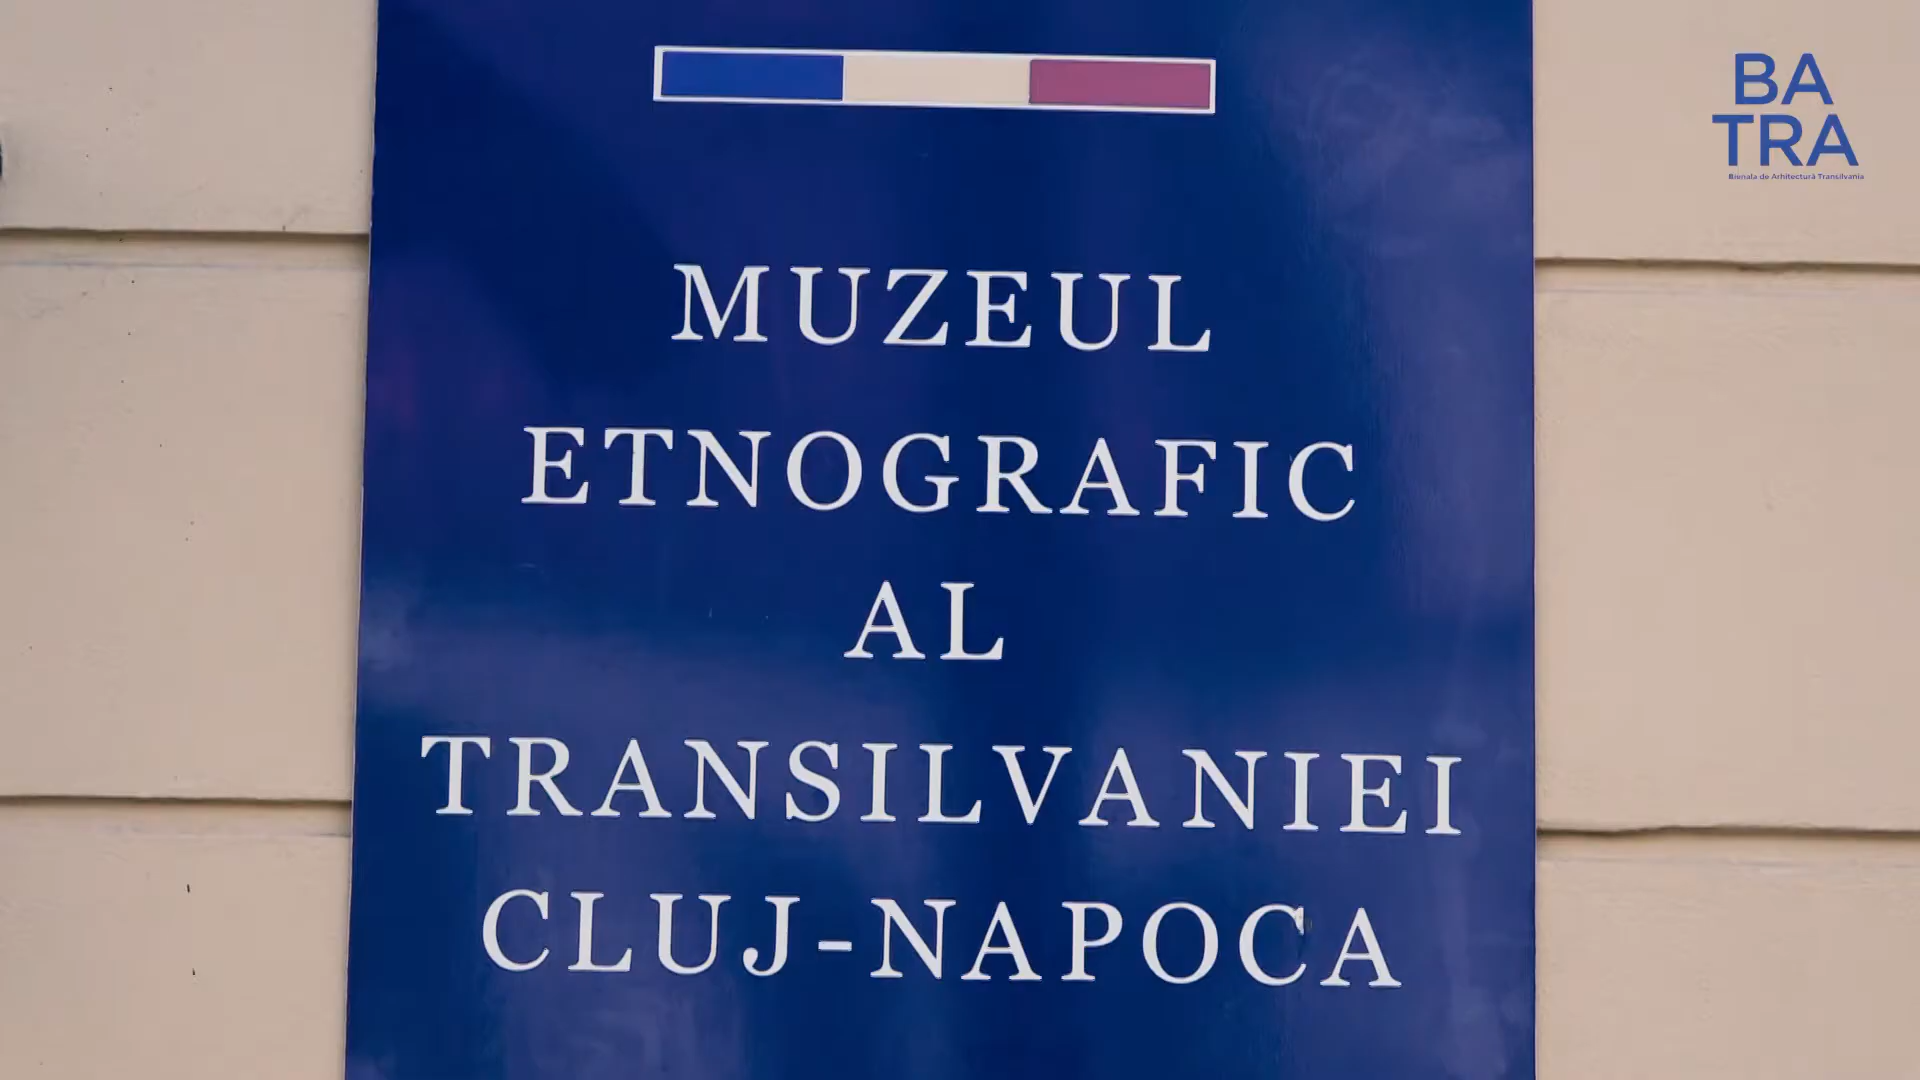 BA
TRA
Bienala de Arhitectură Transilvania
MUZEUL
ETNOGRAFIC
AL
TRANSILVANIEI
CLUJ-NAPOCA